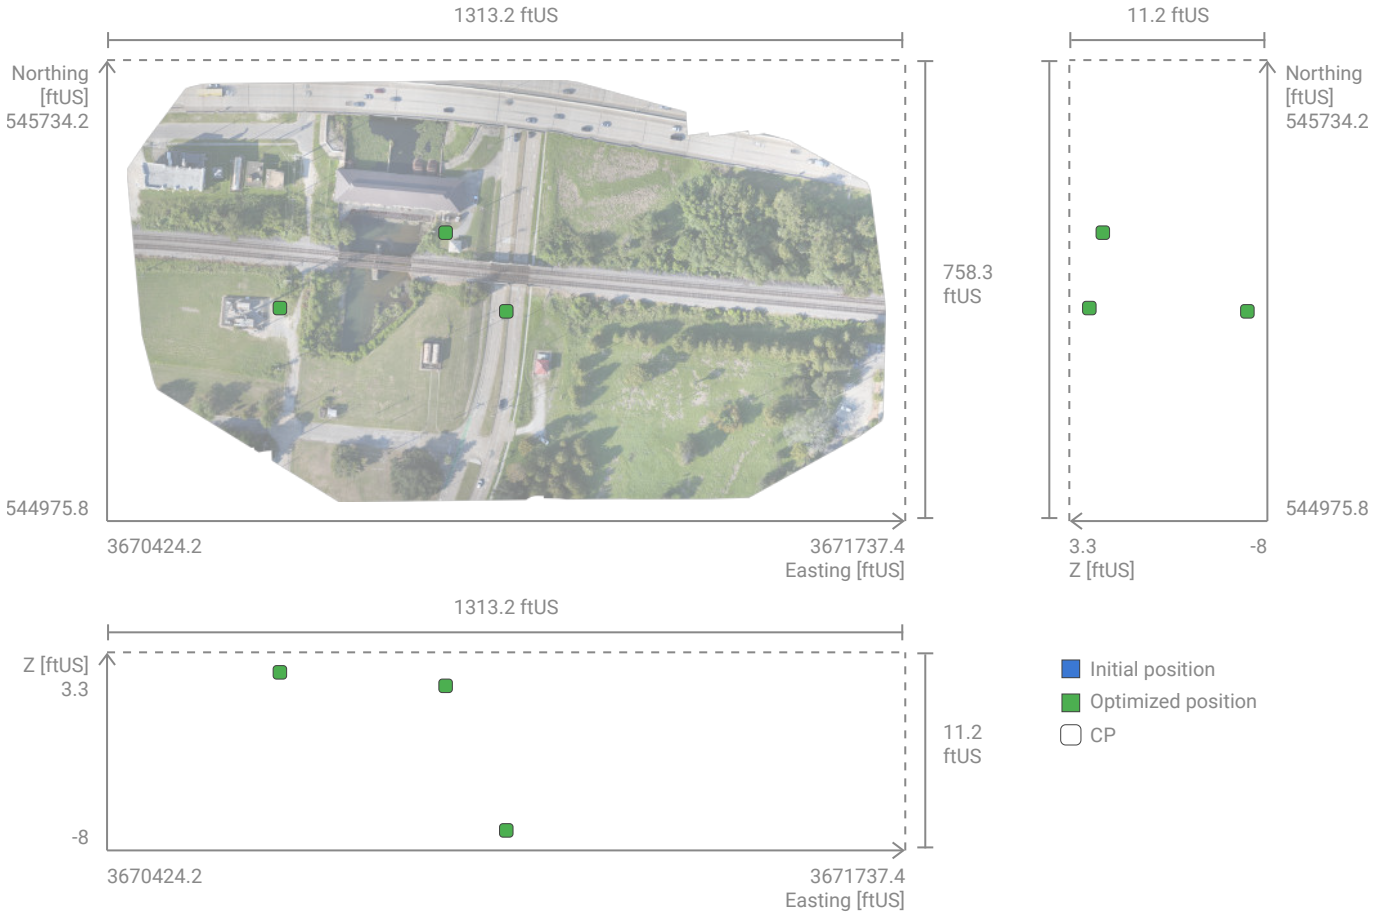 1313.2 ftUS
11.2 ftUS
Northing
[ftUS]
545734.2
Northing
[ftUS]
545734.2
758.3
ftUS
544975.8
544975.8
3670424.2
3671737.4
Easting [ftUS]
3.3
-8
Z [ftUS]
1313.2 ftUS
Z [ftUS]
3.3
Initial position
Optimized position
CP
11.2
ftUS
-8
3670424.2
3671737.4
Easting [ftUS]